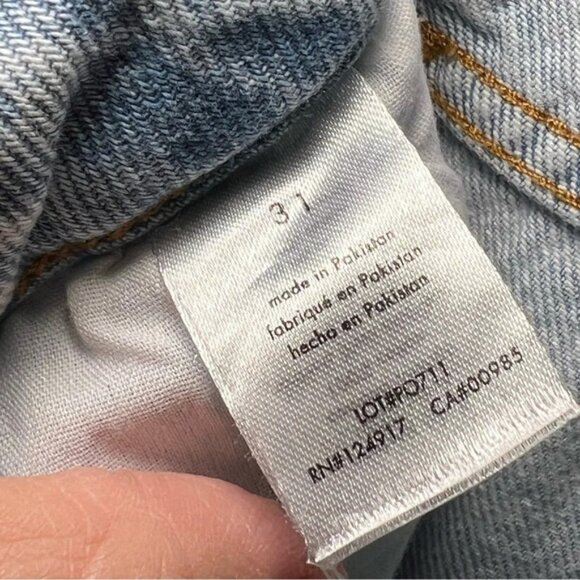 31
made in Pakistan
fabriqué en Pakistan
hecho en Pakistan
LOT#PO711
RN#124917 CA#00985